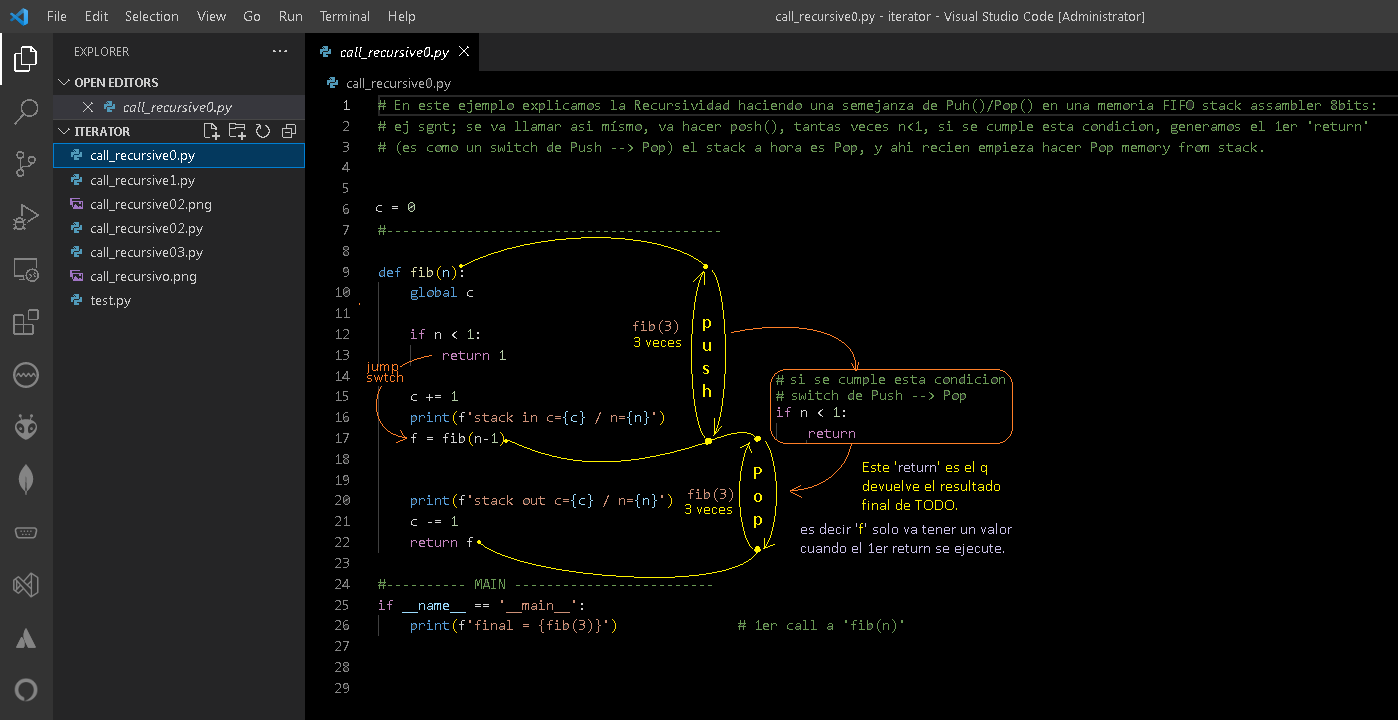 File Edit Selection View Go Run Terminal Help
call_recursive0.py - iterator - Visual Studio Code [Administrator]
EXPLORER
OPEN EDITORS
call_recursive0.py
ITERATOR
call_recursive0.py
call_recursive1.py
call_recursive02.png
call_recursive02.py
call_recursive03.py
call_recursivo.png
test.py
call_recursive0.py
call_recursive0.py
1 # En este ejemplo explicamos la Recursividad haciendo una semejanza de Puh()/Pop() en una memoria FIFO stack assambler 8bits:
2 # ej sgnt; se va llamar asi mísmo, va hacer posh(), tantas veces n<1, si se cumple esta condicion, generamos el 1er 'return'
3 # (es como un switch de Push --> Pop) el stack a hora es Pop, y ahi recien empieza hacer Pop memory from stack.
4
5
6 c = 0
7 #------------------------------------------
8
9 def fib(n):
10 global c
11
12 if n < 1:
13 return 1
14
15 c += 1
16 print(f'stack in c={c} / n={n}')
17 f = fib(n-1)
18
19
20 print(f'stack out c={c} / n={n}')
21 c -= 1
22 return f
23
24 #---------- MAIN -------------------------
25 if __name__ == '__main__':
26 print(f'final = {fib(3)}') # 1er call a 'fib(n)'
27
28
29
jump
swtch
fib(3)
3 veces
p
u
s
h
# si se cumple esta condicion
# switch de Push --> Pop
if n < 1:
return
fib(3)
3 veces
P
o
p
Este 'return' es el q
devuelve el resultado
final de TODO.
es decir 'f' solo va tener un valor
cuando el 1er return se ejecute.